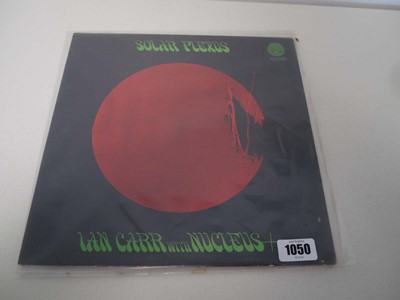 SOLAR PLEXUS
IAN CARR WITH NUCLEUS+
1050